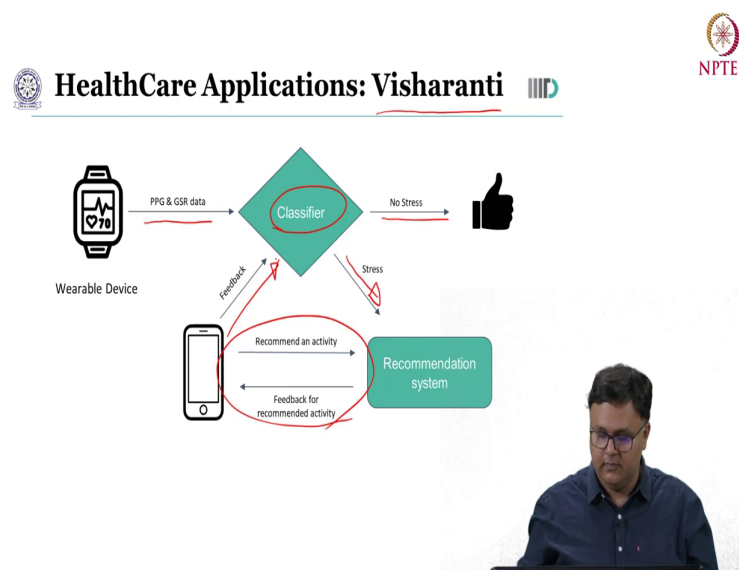 NPTE
HealthCare Applications: Visharanti
PPG & GSR data
Classifier
No Stress
70
Wearable Device
Feedback
Stress
Recommend an activity
Feedback for
recommended activity
Recommendation
system